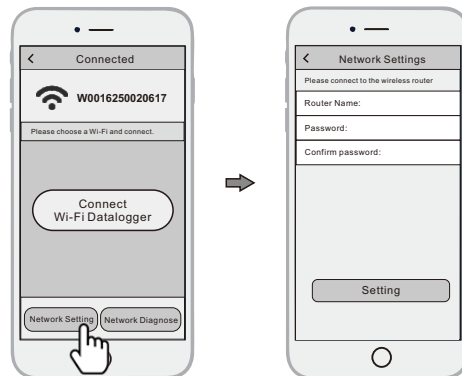 Connected
W0016250020617
Please choose a Wi-Fi and connect.
Connect
Wi-Fi Datalogger
Network Setting
Network Diagnose
Network Settings
Please connect to the wireless router
Router Name:
Password:
Confirm password:
Setting